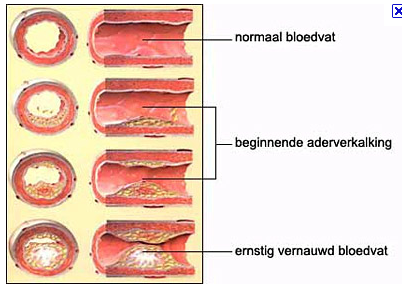 normaal bloedvat
beginnende aderverkalking
ernstig vernauwd bloedvat